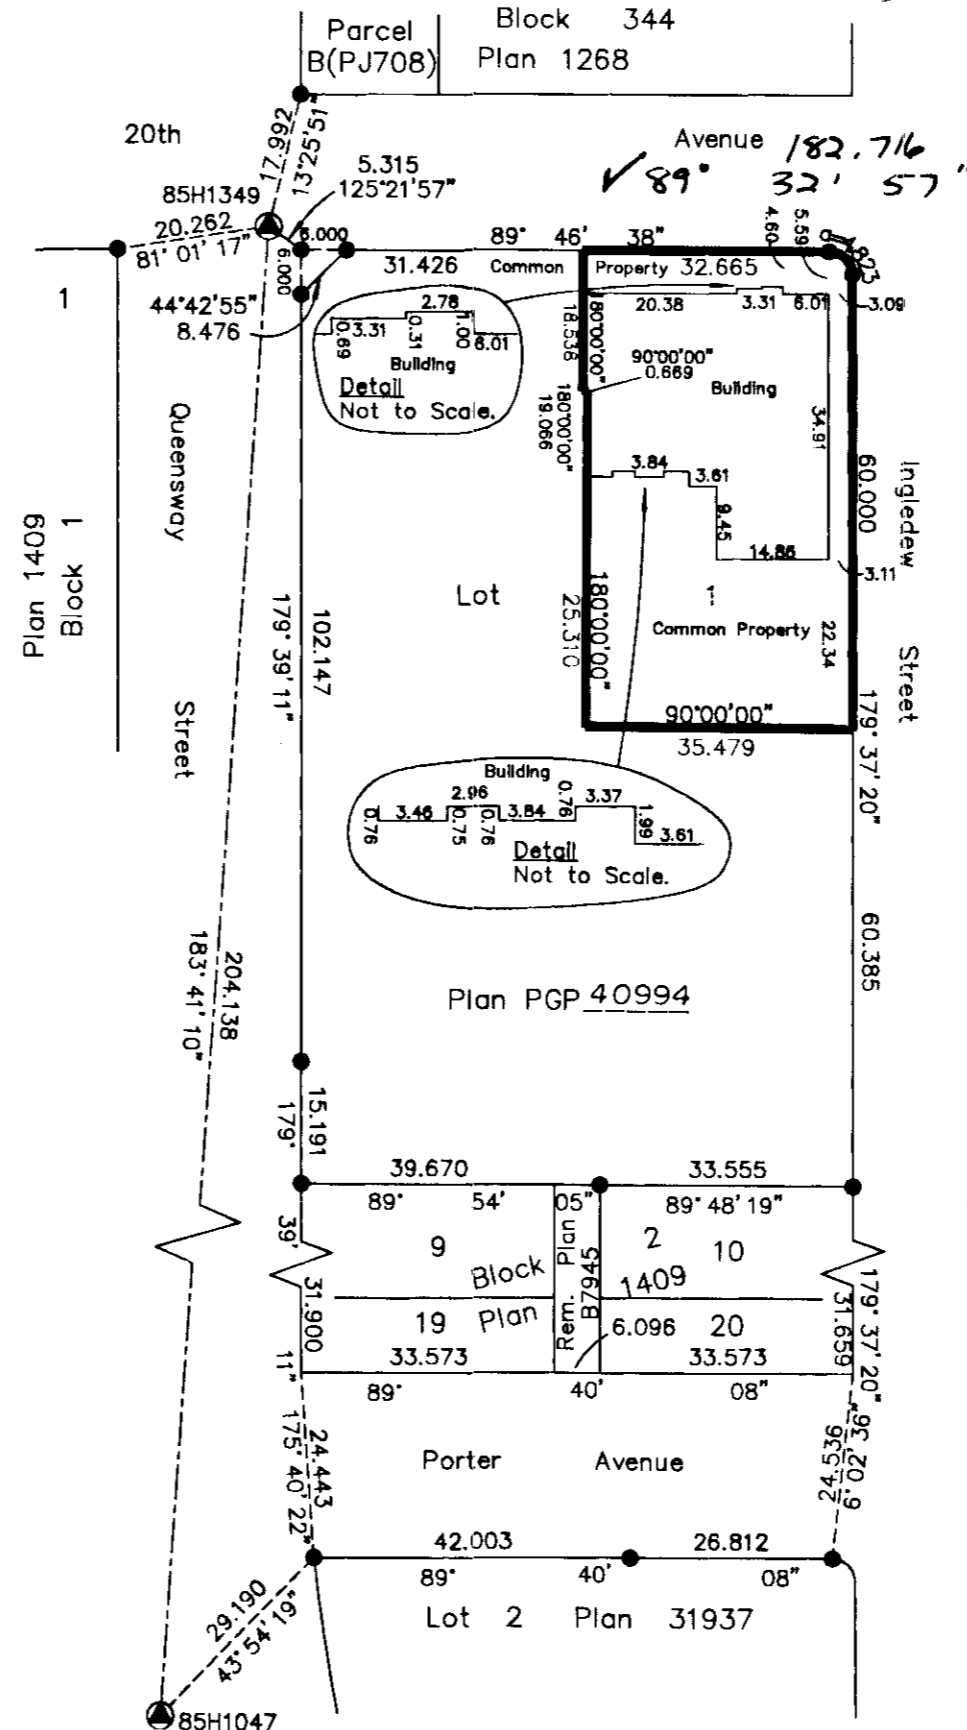 Block 344
Parcel
B(PJ708)
Plan 1268
20th
Avenue
182.716
✓ 89° 32' 57"
17.992
13°25'51"
5.315
125°21'57"
85H1349
20.262
81° 01' 17"
6.000
6.000
89° 46' 38"
31.426
Common Property
32.665
4.60
5.59
3.09
1
44°42'55"
8.476
2.78
0.69
3.31
0.31
1.00
6.01
Building
Detail
Not to Scale.
18.538
180°00'00"
20.38
3.31
6.01
90°00'00"
0.669
Building
34.91
180°00'00"
19.066
3.84
3.61
9.45
14.86
3.11
60.000
Ingledew
Street
Queensway
Street
Plan 1409
Block 1
Lot
1
Common Property
22.34
180°00'00"
25.310
90°00'00"
35.479
179° 37' 20"
102.147
179° 39' 11"
Building
0.76
3.46
2.96
0.75
0.76
3.84
0.76
3.37
1.99
3.61
Detail
Not to Scale.
60.385
204.138
183° 41' 10"
Plan PGP 40994
15.191
179° 39' 11"
39.670
33.555
89° 54' 05"
89° 48' 19"
9
Block 2
10
Plan 1409
Rem. Plan
B7945
19
20
31.900
6.096
31.959
179° 37' 20"
33.573
33.573
89° 40' 08"
24.443
175° 40' 22"
Porter Avenue
24.536
6° 02' 36"
42.003
26.812
89° 40' 08"
Lot 2 Plan 31937
29.190
43°54'19"
85H1047